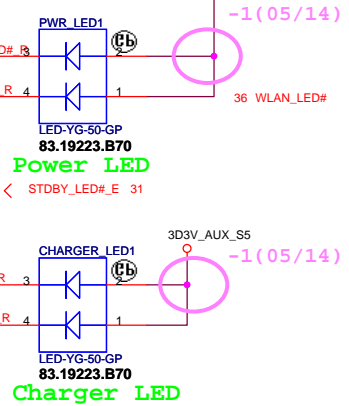 -1(05/14)
PWR_LED1
D#_R 3
2
R 4
1
36 WLAN_LED#
LED-YG-50-GP
83.19223.B70
Power LED
STDBY_LED#_E 31
3D3V_AUX_S5
CHARGER_LED1
-1(05/14)
R 3
2
R 4
1
LED-YG-50-GP
83.19223.B70
Charger LED